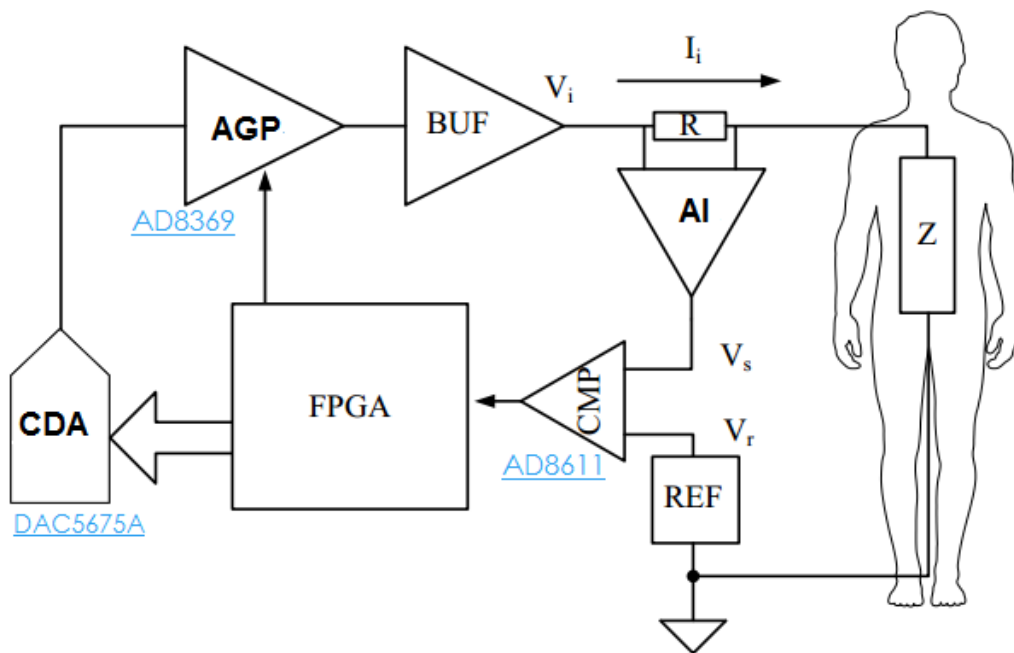 AGP
BUF
Vi
Ii
R
AI
Z
AD8369
Vs
CMP
FPGA
CDA
Vr
AD8611
REF
DAC5675A